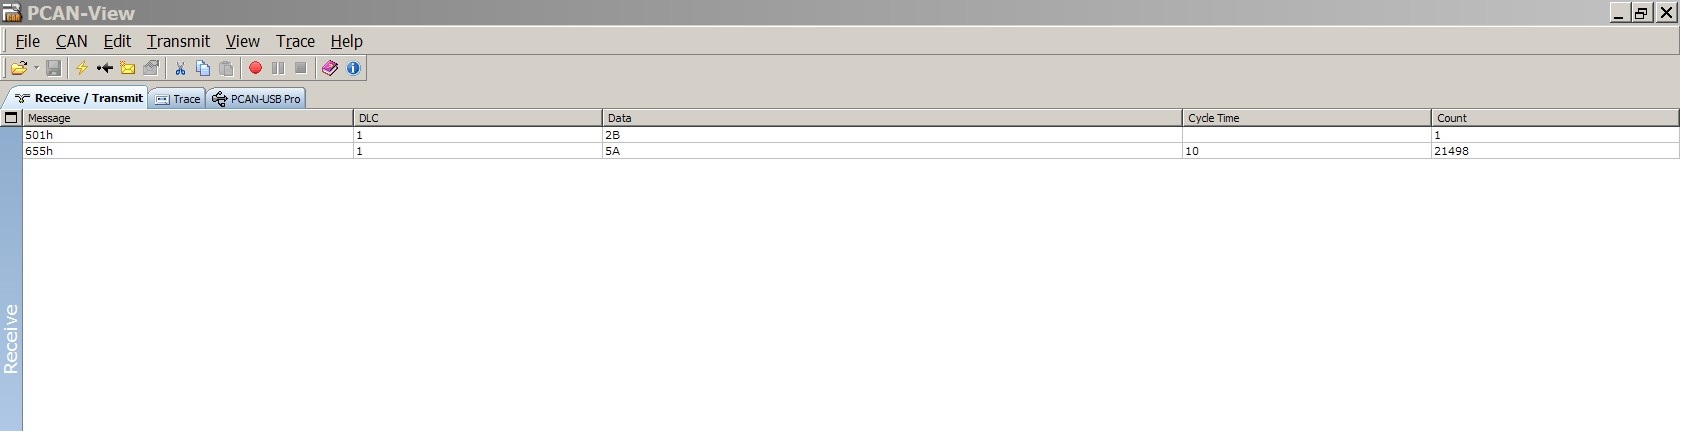 PCAN-View
File CAN Edit Transmit View Trace Help
Receive / Transmit Trace PCAN-USB Pro
Message DLC Data Cycle Time Count
501h 1 2B 1
655h 1 5A 10 21498
Receive